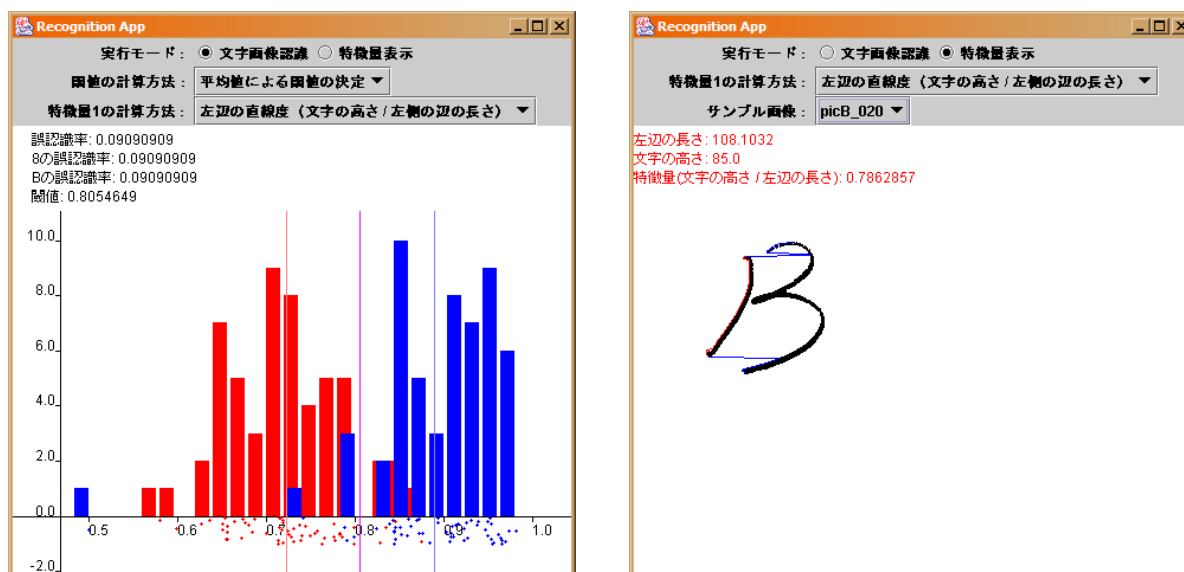 Recognition App
実行モード： 文字画像認識 特徴量表示
閾値の計算方法： 平均値による閾値の決定
特徴量1の計算方法： 左辺の直線度（文字の高さ/左側の辺の長さ）
誤認識率: 0.09090909
8の誤認識率: 0.09090909
Bの誤認識率: 0.09090909
閾値: 0.8054649
10.0
8.0
6.0
4.0
2.0
0.0
0.5 0.6 0.7 0.8 0.9 1.0
-2.0
Recognition App
実行モード： 文字画像認識 特徴量表示
特徴量1の計算方法： 左辺の直線度（文字の高さ/左側の辺の長さ）
サンプル画像： picB_020
左辺の長さ: 108.1032
文字の高さ: 85.0
特徴量(文字の高さ / 左辺の長さ): 0.7862857
B